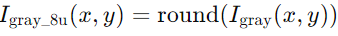 I_gray_8u(x, y) = round(I_gray(x, y))